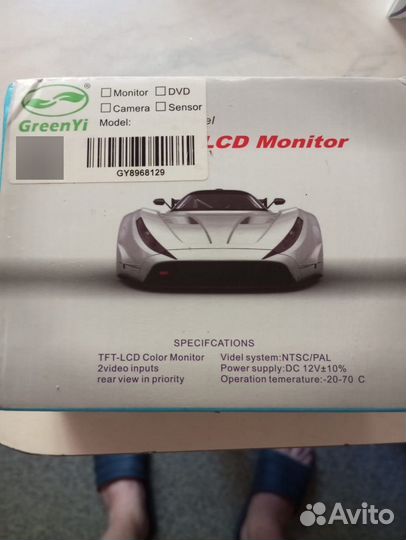 GreenYi
Monitor DVD
Camera Sensor
Model:
GY8968129
LCD Monitor
SPECIFCATIONS
TFT-LCD Color Monitor
2video inputs
rear view in priority
Videl system:NTSC/PAL
Power supply:DC 12V±10%
Operation temerature:-20-70 C
Avito